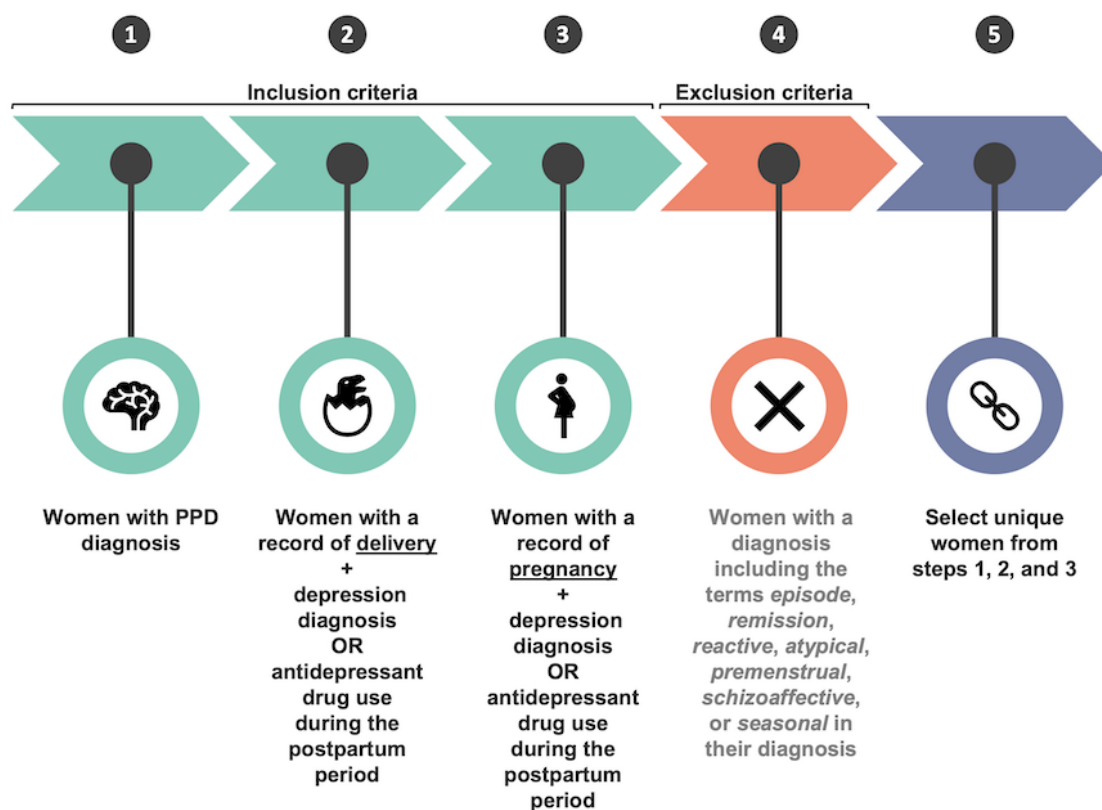 1
2
3
4
5
Inclusion criteria
Exclusion criteria
Women with PPD
diagnosis
Women with a
record of delivery
+
depression
diagnosis
OR
antidepressant
drug use
during the
postpartum
period
Women with a
record of
pregnancy
+
depression
diagnosis
OR
antidepressant
drug use
during the
postpartum
period
Women with a
diagnosis
including the
terms episode,
remission,
reactive, atypical,
premenstrual,
schizoaffective,
or seasonal in
their diagnosis
Select unique
women from
steps 1, 2, and 3